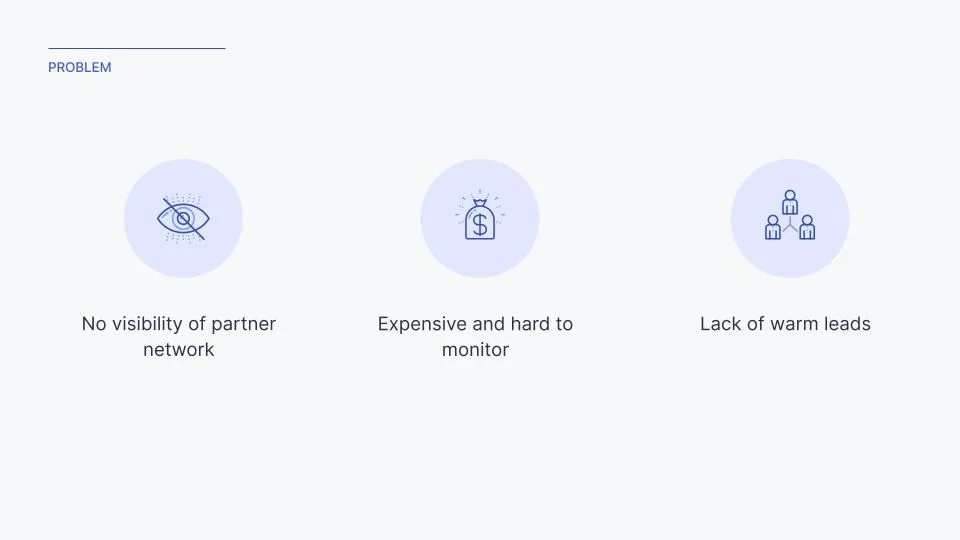 PROBLEM
No visibility of partner
network
Expensive and hard to
monitor
Lack of warm leads